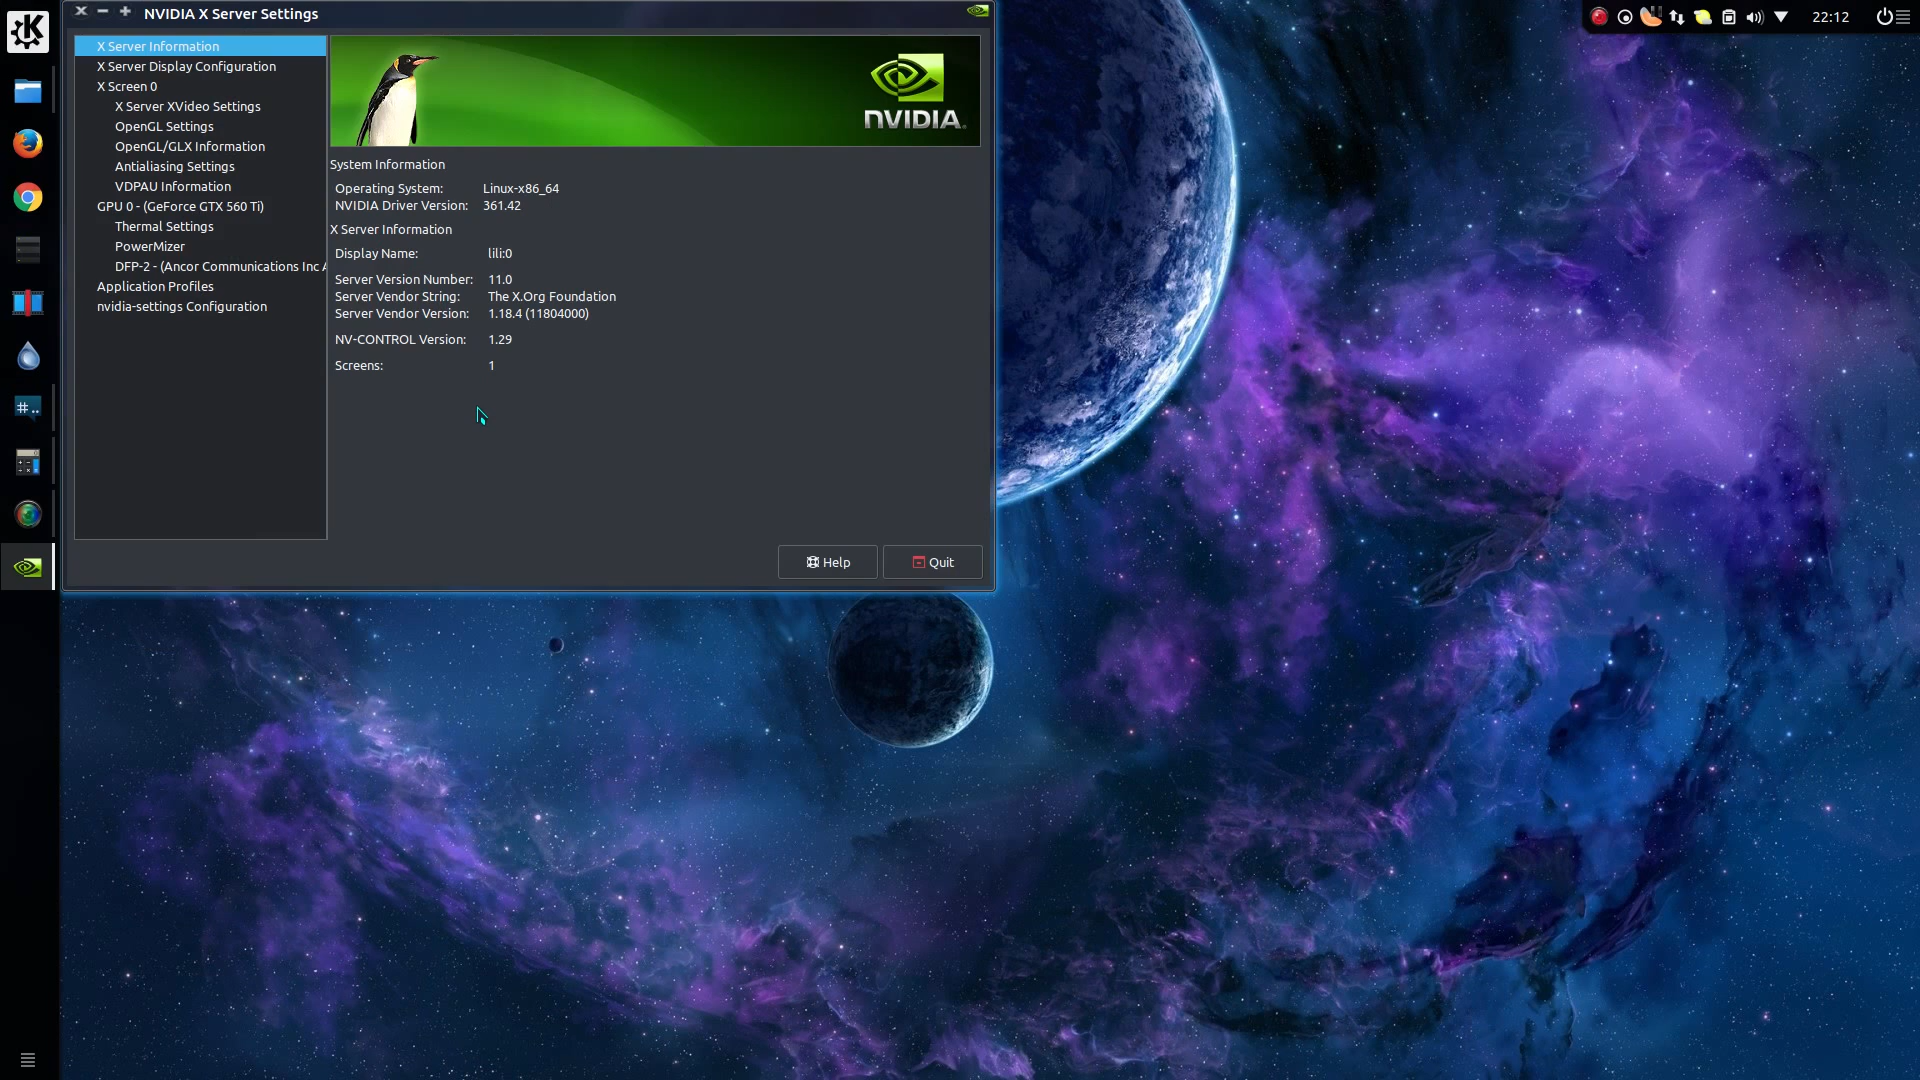 NVIDIA X Server Settings
22:12
X Server Information
X Server Display Configuration
X Screen 0
X Server XVideo Settings
OpenGL Settings
OpenGL/GLX Information
Antialiasing Settings
VDPAU Information
GPU 0 - (GeForce GTX 560 Ti)
Thermal Settings
PowerMizer
DFP-2 - (Ancor Communications Inc A
Application Profiles
nvidia-settings Configuration
NVIDIA
System Information
Operating System: Linux-x86_64
NVIDIA Driver Version: 361.42
X Server Information
Display Name: lili:0
Server Version Number: 11.0
Server Vendor String: The X.Org Foundation
Server Vendor Version: 1.18.4 (11804000)
NV-CONTROL Version: 1.29
Screens: 1
Help
Quit
#..